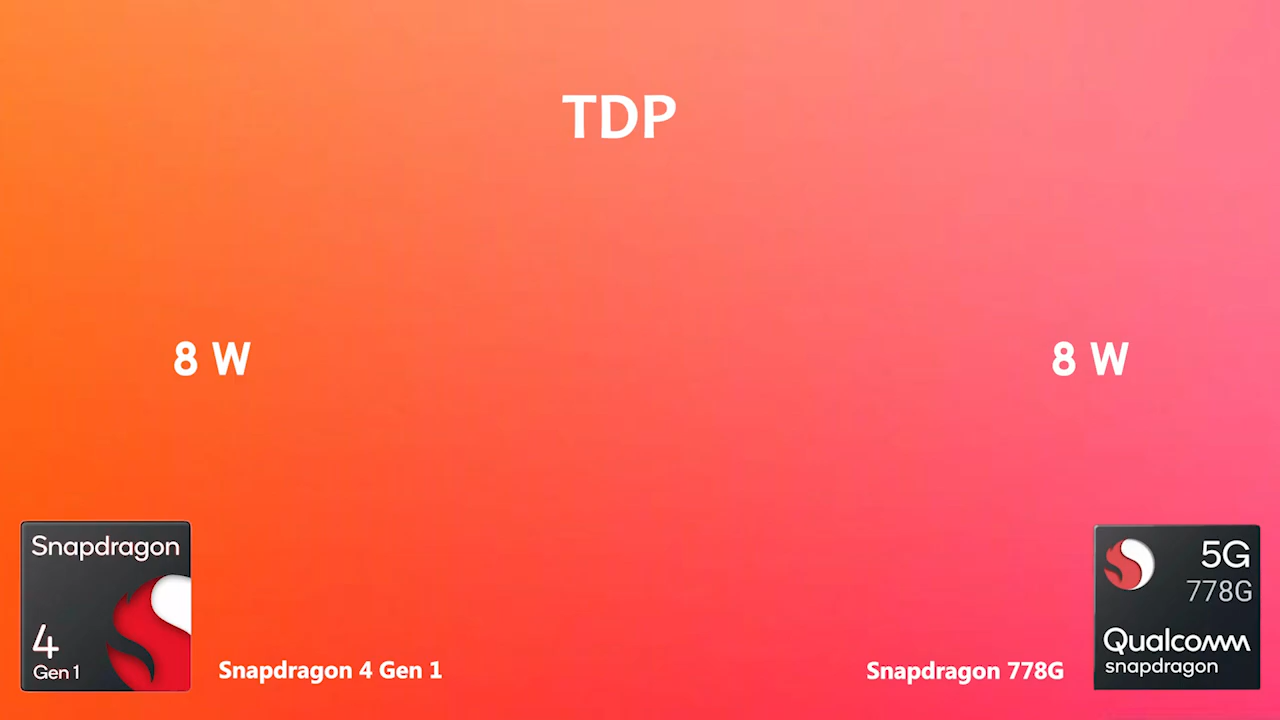 TDP
8 W
8 W
Snapdragon
4
Gen 1
Snapdragon 4 Gen 1
Snapdragon 778G
5G
778G
Qualcomm
snapdragon